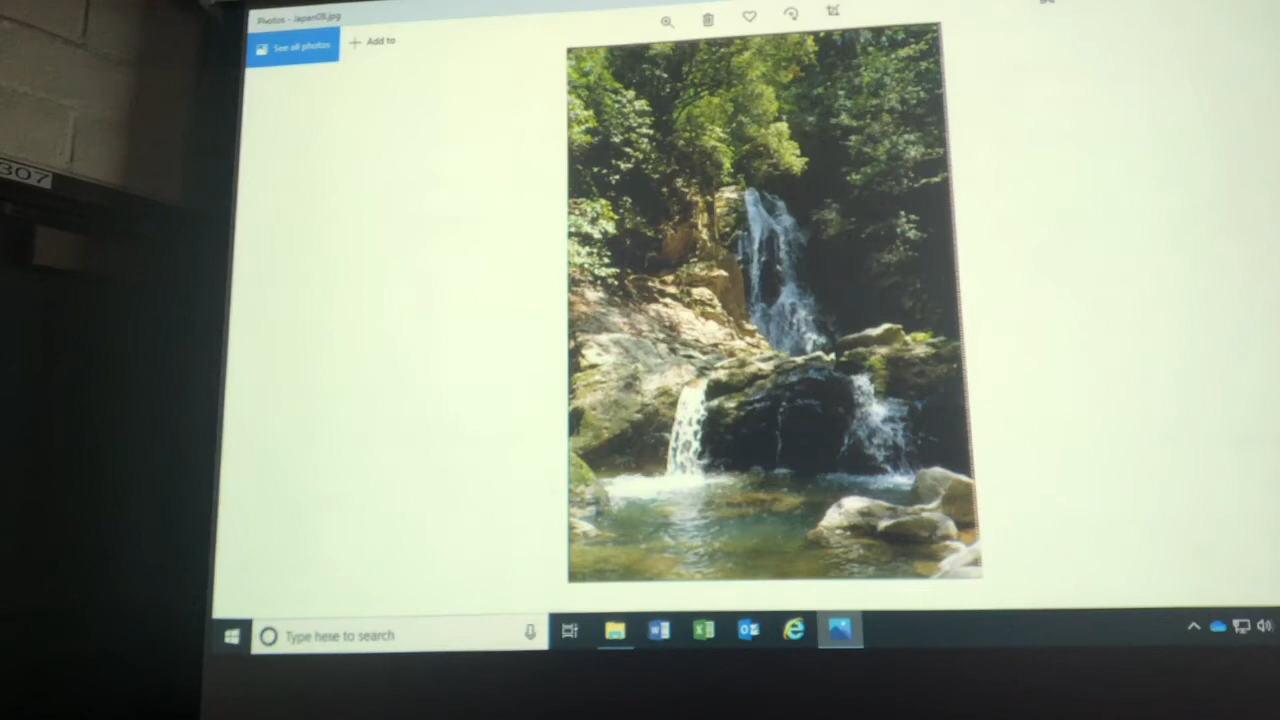 Photos - Japan08.jpg
See all photos
Add to
307
Type here to search